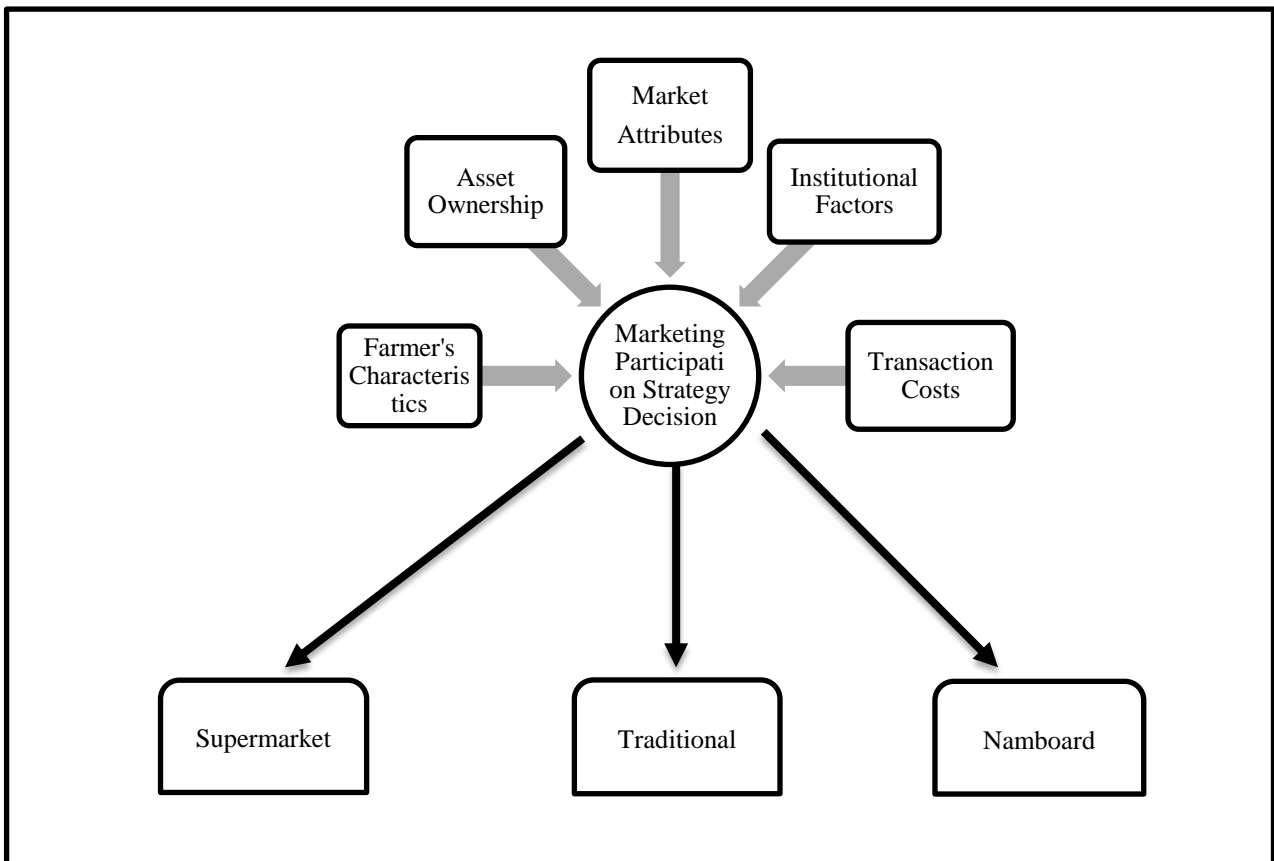 Market
Attributes
Asset
Ownership
Institutional
Factors
Farmer's
Characteris
tics
Marketing
Participati
on Strategy
Decision
Transaction
Costs
Supermarket
Traditional
Namboard